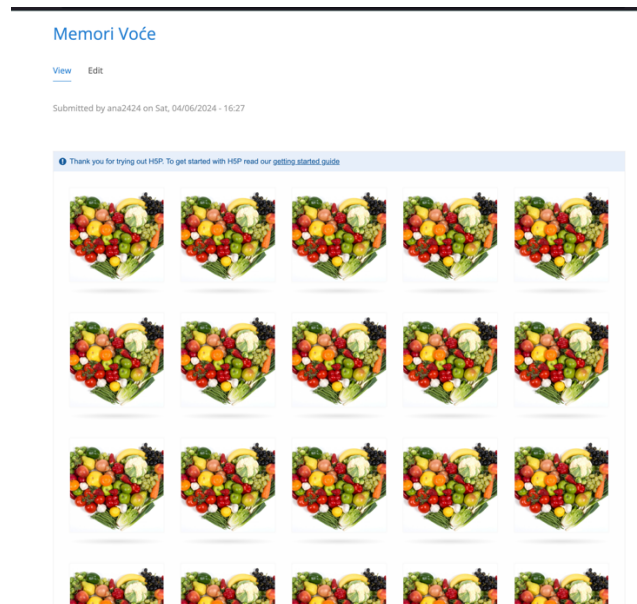 Memori Voće
View Edit
Submitted by ana2424 on Sat, 04/06/2024 - 16:27
Thank you for trying out H5P. To get started with H5P read our getting started guide